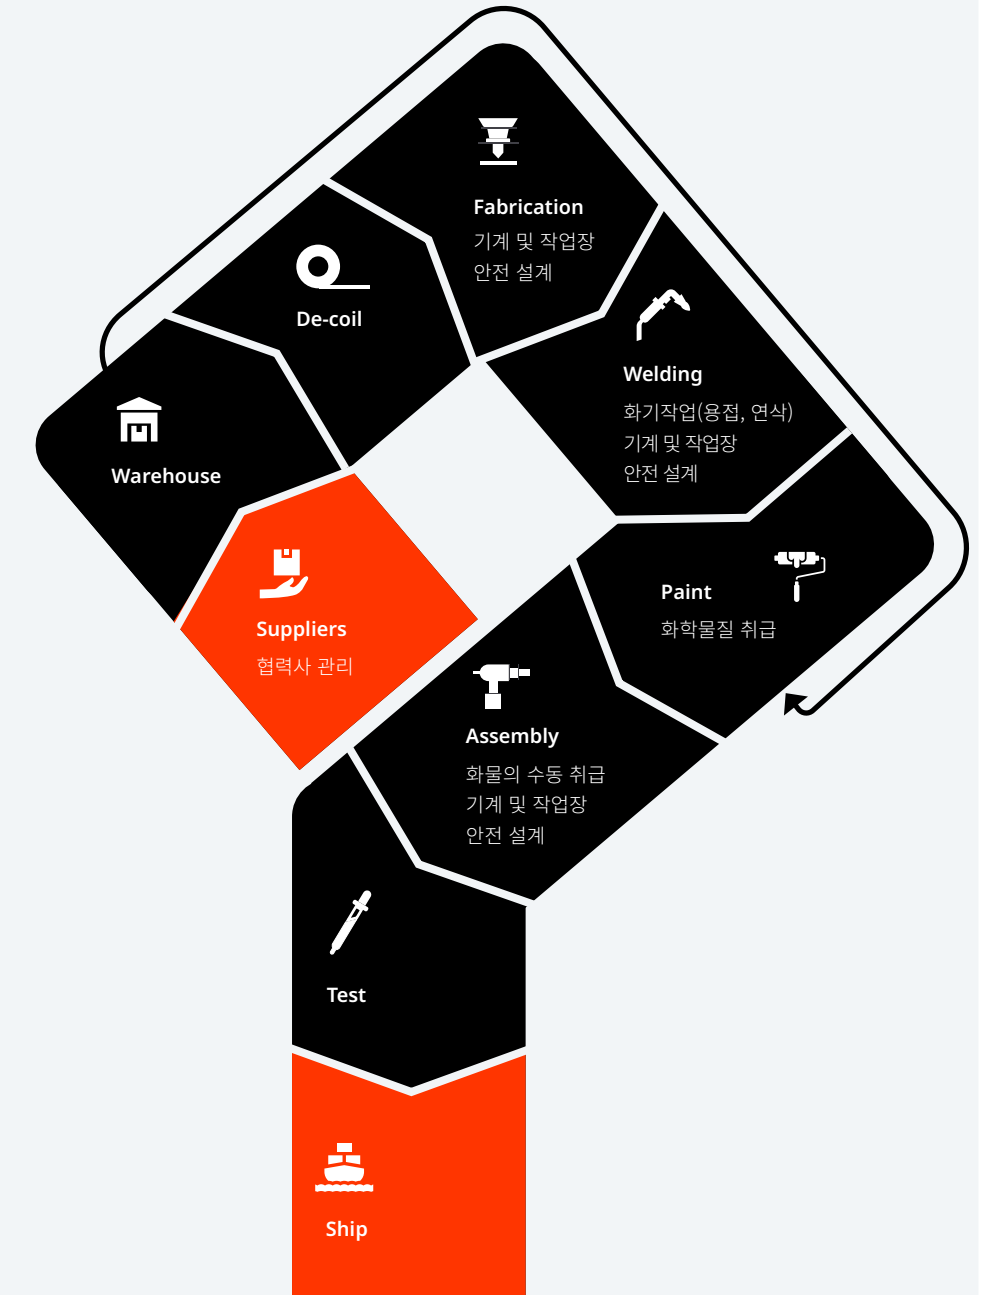 Fabrication
기계 및 작업장
안전 설계
De-coil
Welding
화기작업(용접, 연삭)
기계 및 작업장
안전 설계
Warehouse
Suppliers
협력사 관리
Paint
화학물질 취급
Assembly
화물의 수동 취급
기계 및 작업장
안전 설계
Test
Ship